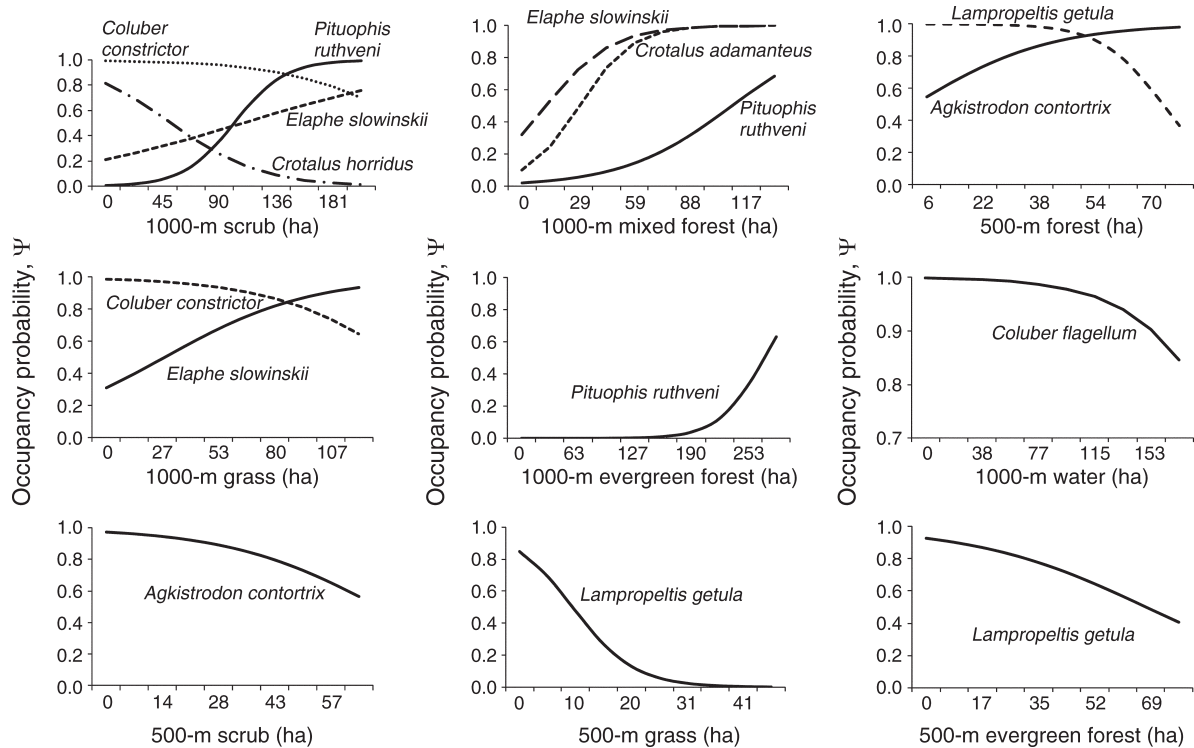 Coluber
constrictor
Pituophis
ruthveni
1.0
0.8
0.6
0.4
0.2
0.0
Elaphe slowinskii
Crotalus horridus
0 45 90 136 181
1000-m scrub (ha)
Elaphe slowinskii
Crotalus adamanteus
Pituophis
ruthveni
1.0
0.8
0.6
0.4
0.2
0.0
0 29 59 88 117
1000-m mixed forest (ha)
Lampropeltis getula
Agkistrodon contortrix
1.0
0.8
0.6
0.4
0.2
0.0
6 22 38 54 70
500-m forest (ha)
Occupancy probability, Ψ
1.0
0.8
0.6
0.4
0.2
0.0
Coluber constrictor
Elaphe slowinskii
0 27 53 80 107
1000-m grass (ha)
Occupancy probability, Ψ
1.0
0.8
0.6
0.4
0.2
0.0
Pituophis ruthveni
0 63 127 190 253
1000-m evergreen forest (ha)
Occupancy probability, Ψ
1.0
0.9
0.8
0.7
Coluber flagellum
0 38 77 115 153
1000-m water (ha)
1.0
0.8
0.6
0.4
0.2
0.0
Agkistrodon contortrix
0 14 28 43 57
500-m scrub (ha)
1.0
0.8
0.6
0.4
0.2
0.0
Lampropeltis getula
0 10 20 31 41
500-m grass (ha)
1.0
0.8
0.6
0.4
0.2
0.0
Lampropeltis getula
0 17 35 52 69
500-m evergreen forest (ha)